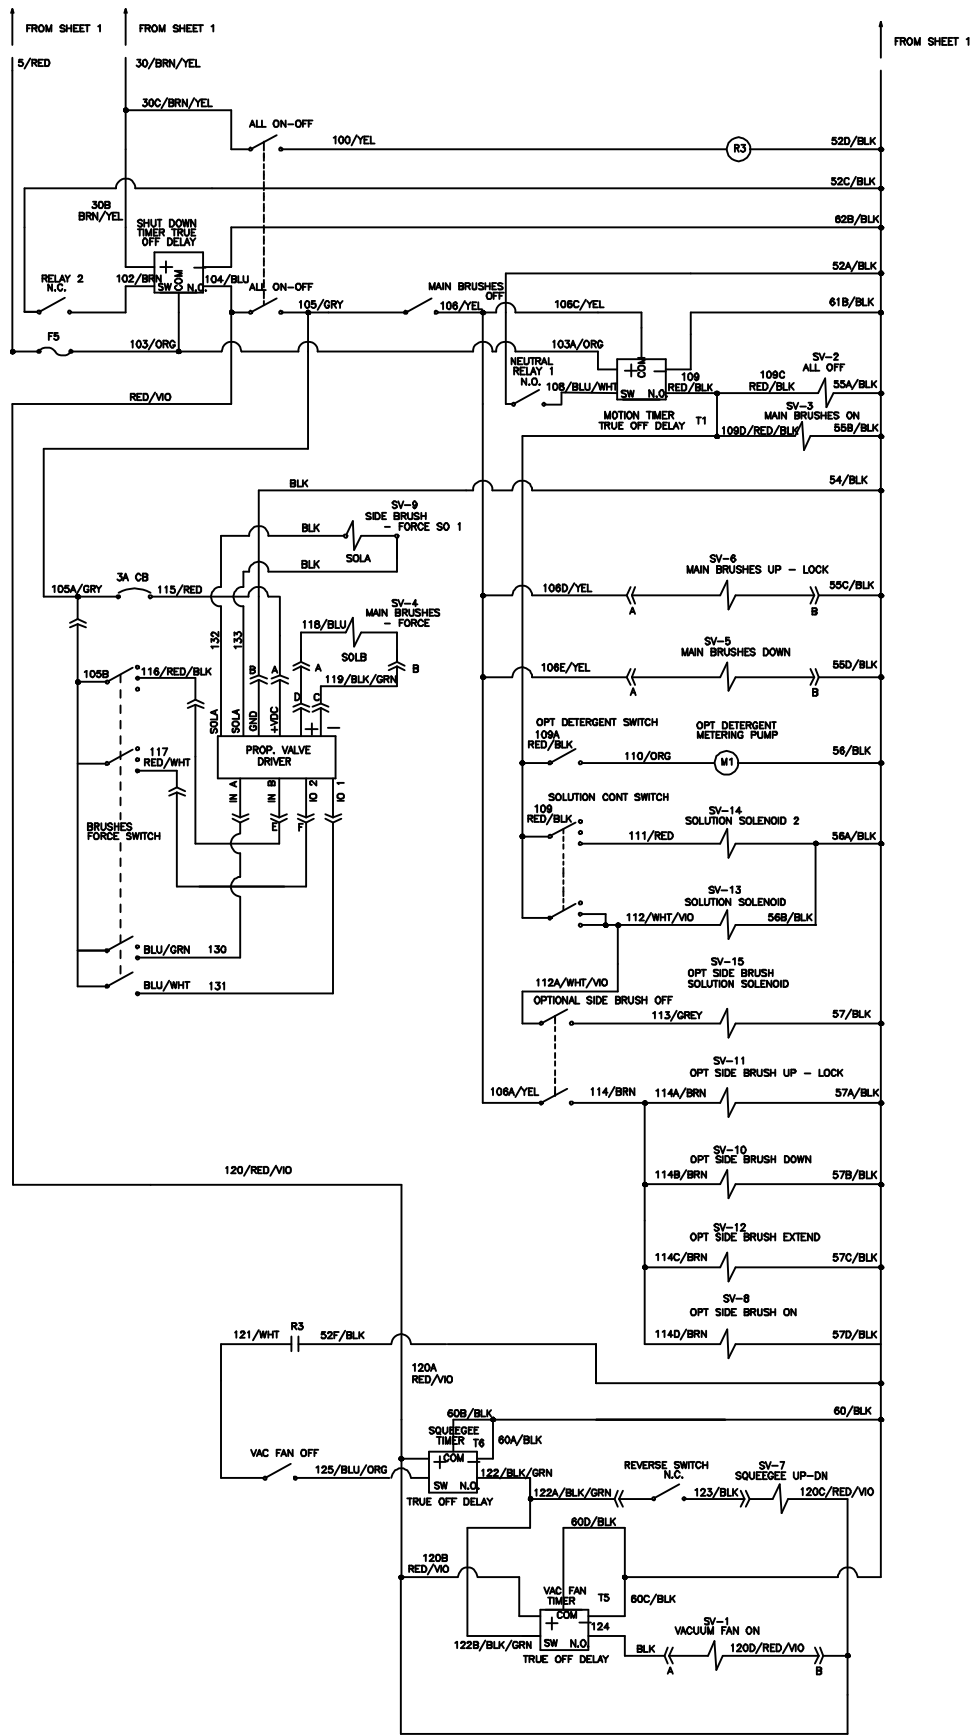 FROM SHEET 1
FROM SHEET 1
FROM SHEET 1
5/RED
30/BRN/YEL
30C/BRN/YEL
ALL ON-OFF
100/YEL
R3
52D/BLK
52C/BLK
30B
BRN/YEL
SHUT DOWN
TIMER TRUE
OFF DELAY
62B/BLK
RELAY 2
N.C.
102/BRN
+
−
SW
COM
N.O.
104/BLU
ALL ON-OFF
105/GRY
MAIN BRUSHES
OFF
106/YEL
52A/BLK
106C/YEL
61B/BLK
F5
103/ORG
103A/ORG
NEUTRAL
RELAY 1
N.O.
108/BLU/WHT
+
COM
−
SW
N.O.
109
RED/BLK
109C
RED/BLK
SV-2
ALL OFF
55A/BLK
RED/VIO
MOTION TIMER
TRUE OFF DELAY
T1
SV-3
MAIN BRUSHES ON
109D/RED/BLK
55B/BLK
BLK
54/BLK
SV-9
SIDE BRUSH
- FORCE SO 1
BLK
SOLA
BLK
105A/GRY
3A CB
115/RED
SV-6
MAIN BRUSHES UP - LOCK
106D/YEL
A
B
55C/BLK
SV-4
MAIN BRUSHES
- FORCE
118/BLU
SOLB
132
133
B
A
A
B
119/BLK/GRN
D
C
SV-5
MAIN BRUSHES DOWN
106E/YEL
A
B
55D/BLK
105B
116/RED/BLK
SOLA
SOLA
GND
+VDC
+
−
PROP. VALVE
DRIVER
117
RED/WHT
IN A
IN B
IO 2
IO 1
E
F
BRUSHES
FORCE SWITCH
OPT DETERGENT SWITCH
109A
RED/BLK
110/ORG
OPT DETERGENT
METERING PUMP
M1
56/BLK
SOLUTION CONT SWITCH
109
RED/BLK
111/RED
SV-14
SOLUTION SOLENOID 2
56A/BLK
SV-13
SOLUTION SOLENOID
112/WHT/VIO
56B/BLK
BLU/GRN
130
BLU/WHT
131
SV-15
OPT SIDE BRUSH
SOLUTION SOLENOID
112A/WHT/VIO
OPTIONAL SIDE BRUSH OFF
113/GREY
57/BLK
SV-11
OPT SIDE BRUSH UP - LOCK
106A/YEL
114/BRN
114A/BRN
57A/BLK
120/RED/VIO
SV-10
OPT SIDE BRUSH DOWN
114B/BRN
57B/BLK
SV-12
OPT SIDE BRUSH EXTEND
114C/BRN
57C/BLK
SV-8
OPT SIDE BRUSH ON
114D/BRN
57D/BLK
121/WHT
R3
52F/BLK
120A
RED/VIO
60B/BLK
60/BLK
SQUEEGEE
TIMER
T6
60A/BLK
VAC FAN OFF
125/BLU/ORG
+
COM
−
SW
N.O.
122/BLK/GRN
TRUE OFF DELAY
REVERSE SWITCH
N.C.
SV-7
SQUEEGEE UP-DN
122A/BLK/GRN
123/BLK
120C/RED/VIO
60D/BLK
120B
RED/VIO
VAC FAN
TIMER
T5
60C/BLK
+
COM
−
SW
N.O.
124
122B/BLK/GRN
TRUE OFF DELAY
SV-1
VACUUM FAN ON
BLK
A
120D/RED/VIO
B